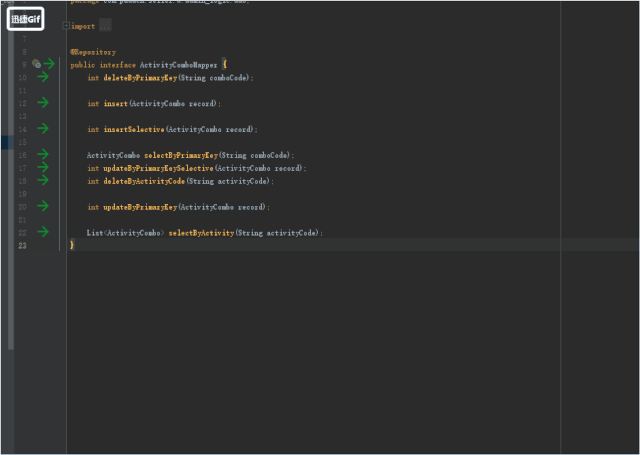 迅捷Gif
import ...
7
8 @Repository
9 public interface ActivityComboMapper {
10 int deleteByPrimaryKey(String comboCode);
11
12 int insert(ActivityCombo record);
13
14 int insertSelective(ActivityCombo record);
15
16 ActivityCombo selectByPrimaryKey(String comboCode);
17 int updateByPrimaryKeySelective(ActivityCombo record);
18 int deleteByActivityCode(String activityCode);
19
20 int updateByPrimaryKey(ActivityCombo record);
21
22 List<ActivityCombo> selectByActivity(String activityCode);
23 }